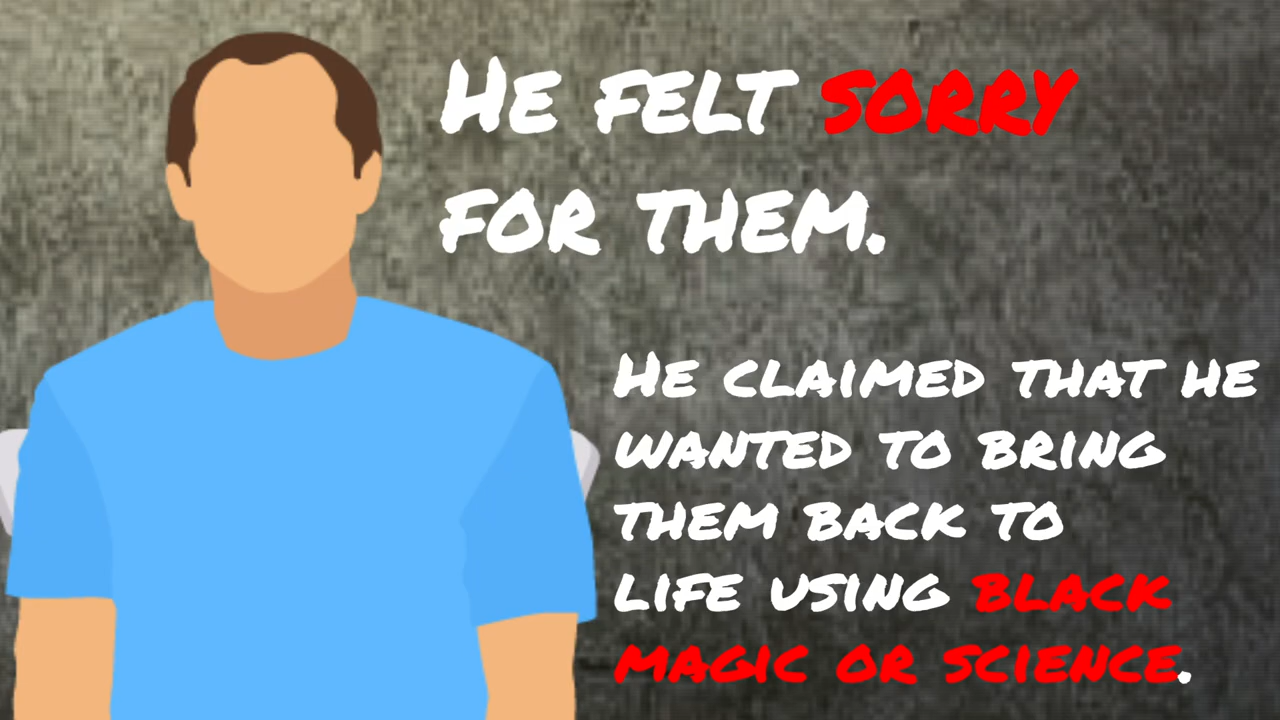 HE FELT SORRY
FOR THEM.
HE CLAIMED THAT HE
WANTED TO BRING
THEM BACK TO
LIFE USING BLACK
MAGIC OR SCIENCE.